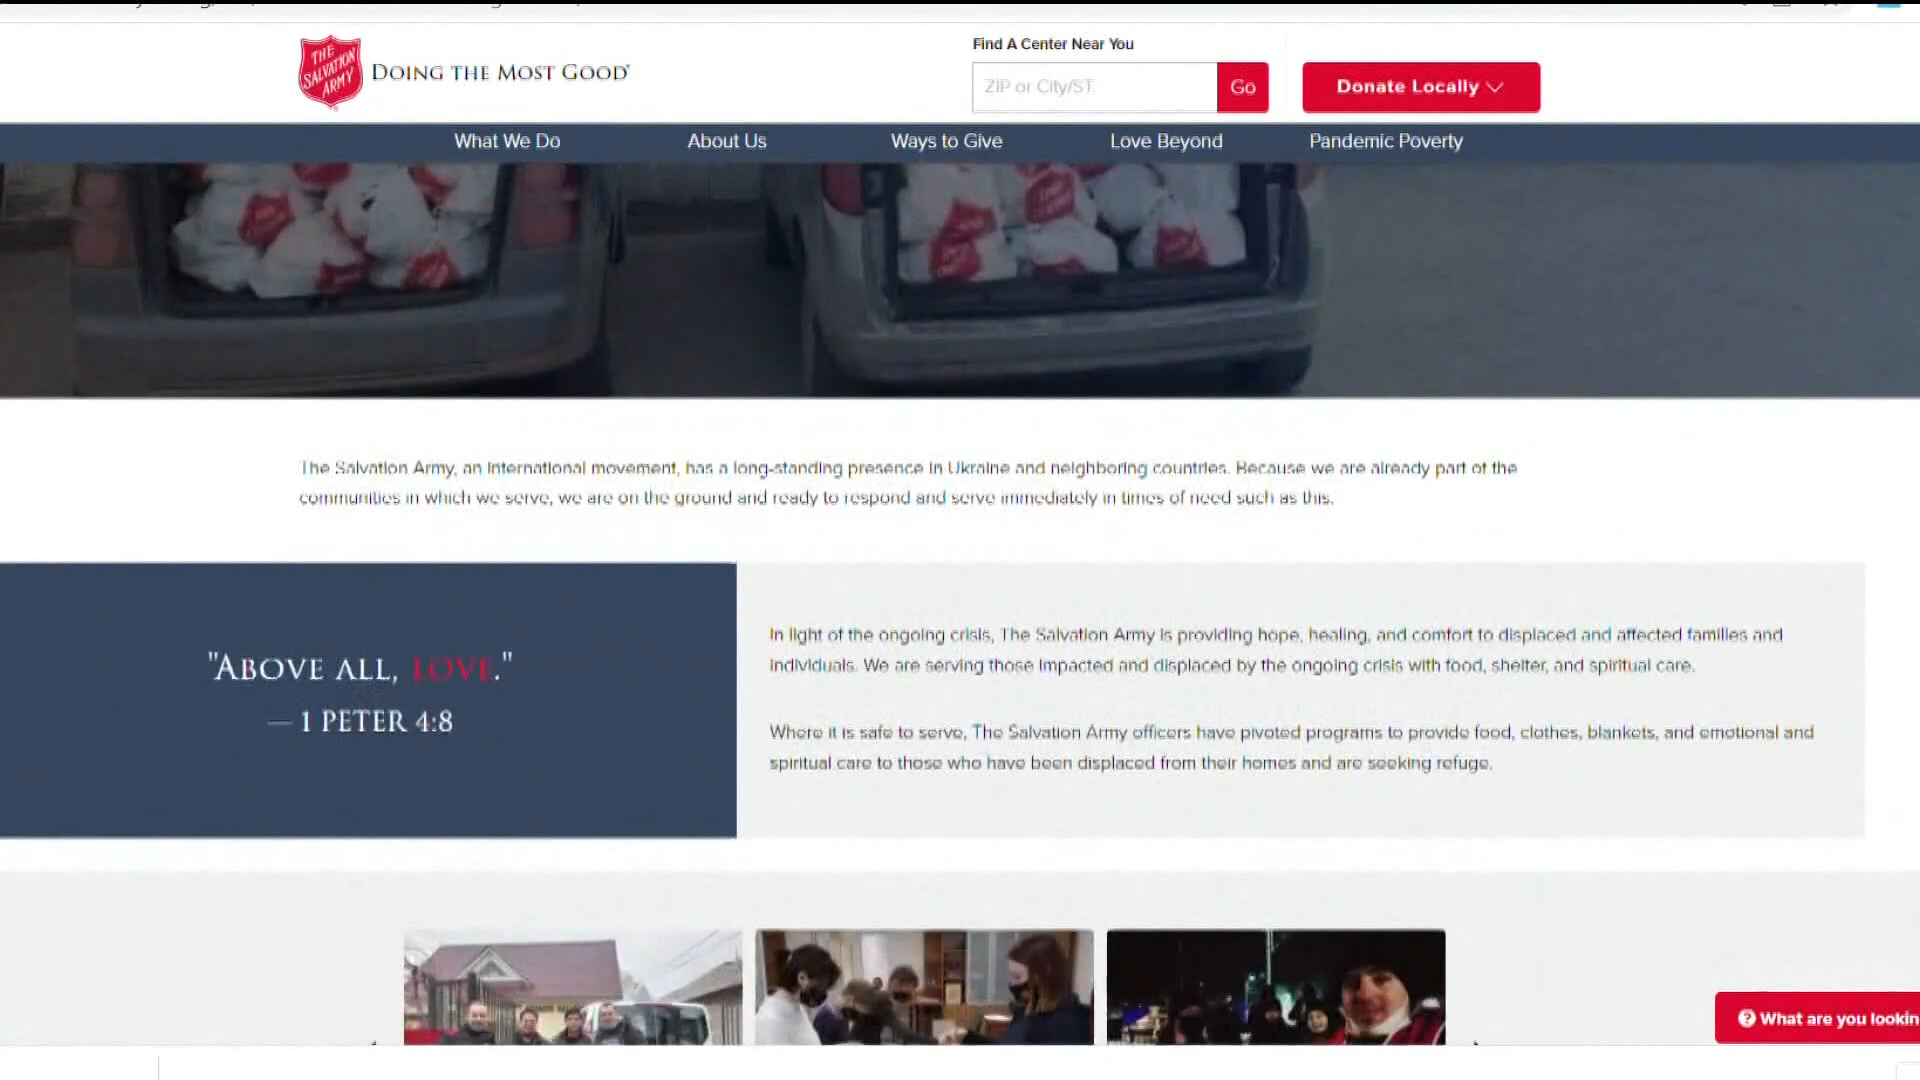 THE SALVATION ARMY
DOING THE MOST GOOD®
Find A Center Near You
ZIP or City/ST.
Go
Donate Locally
What We Do
About Us
Ways to Give
Love Beyond
Pandemic Poverty
The Salvation Army, an international movement, has a long-standing presence in Ukraine and neighboring countries. Because we are already part of the
communities in which we serve, we are on the ground and ready to respond and serve immediately in times of need such as this.
"ABOVE ALL, LOVE."
— 1 PETER 4:8
In light of the ongoing crisis, The Salvation Army is providing hope, healing, and comfort to displaced and affected families and
individuals. We are serving those impacted and displaced by the ongoing crisis with food, shelter, and spiritual care.
Where it is safe to serve, The Salvation Army officers have pivoted programs to provide food, clothes, blankets, and emotional and
spiritual care to those who have been displaced from their homes and are seeking refuge.
What are you lookin